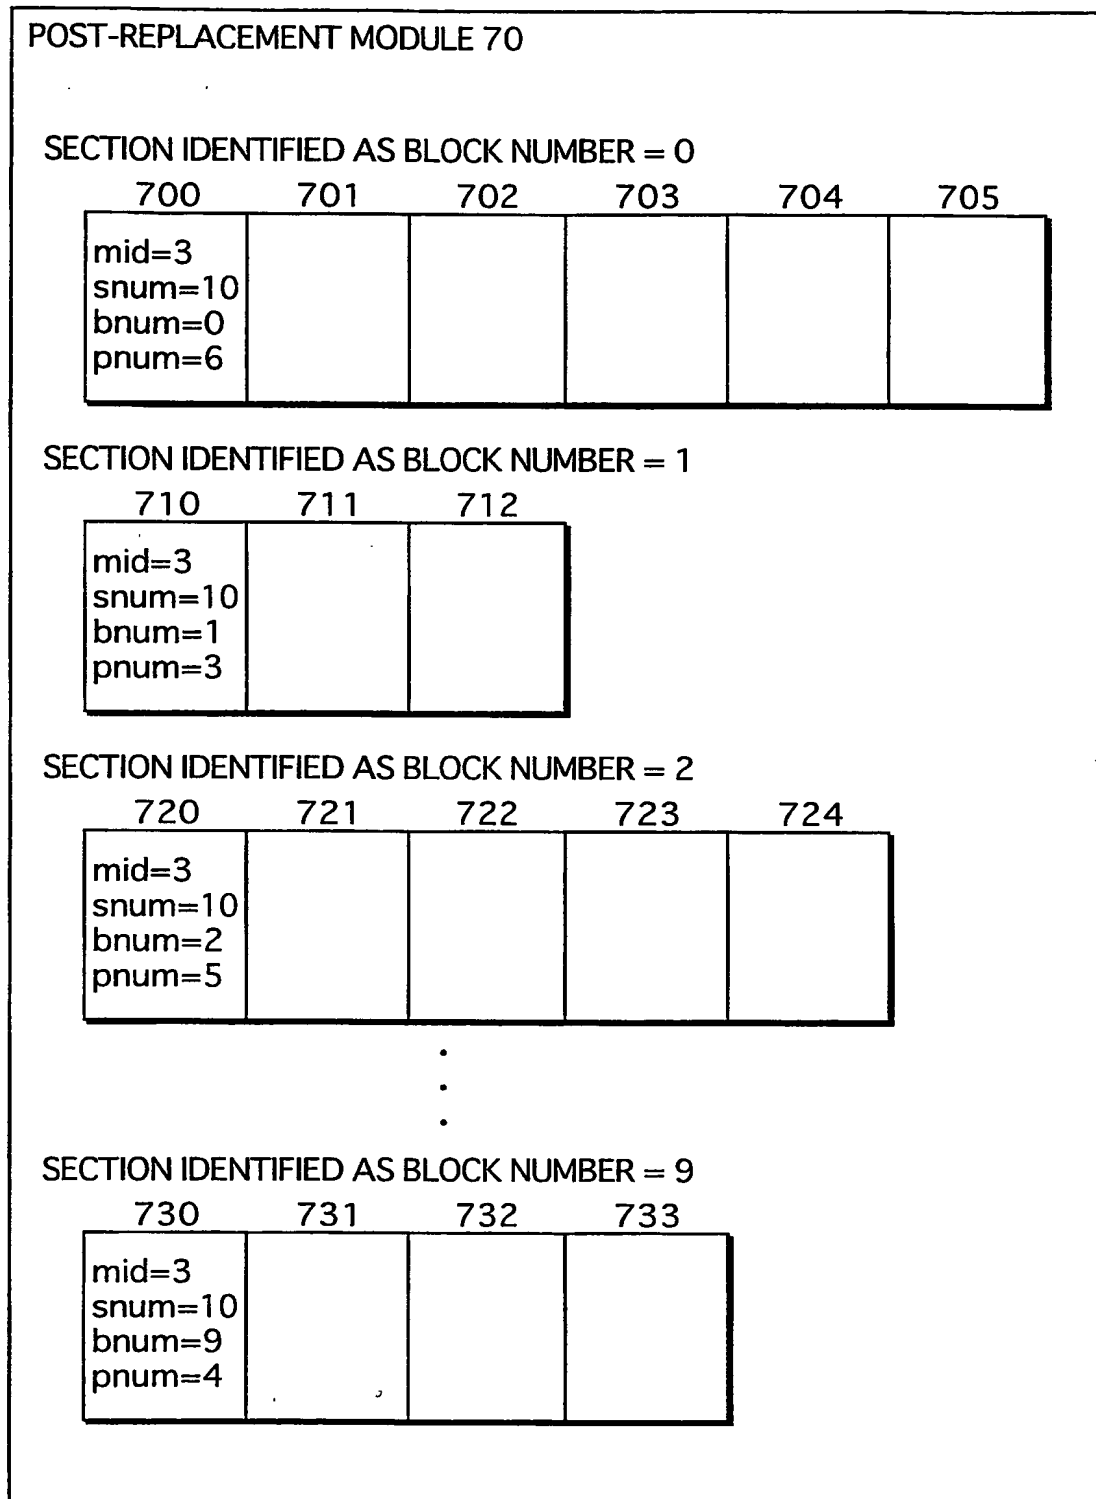 POST-REPLACEMENT MODULE 70
SECTION IDENTIFIED AS BLOCK NUMBER = 0
700 701 702 703 704 705
mid=3
snum=10
bnum=0
pnum=6
SECTION IDENTIFIED AS BLOCK NUMBER = 1
710 711 712
mid=3
snum=10
bnum=1
pnum=3
SECTION IDENTIFIED AS BLOCK NUMBER = 2
720 721 722 723 724
mid=3
snum=10
bnum=2
pnum=5
SECTION IDENTIFIED AS BLOCK NUMBER = 9
730 731 732 733
mid=3
snum=10
bnum=9
pnum=4